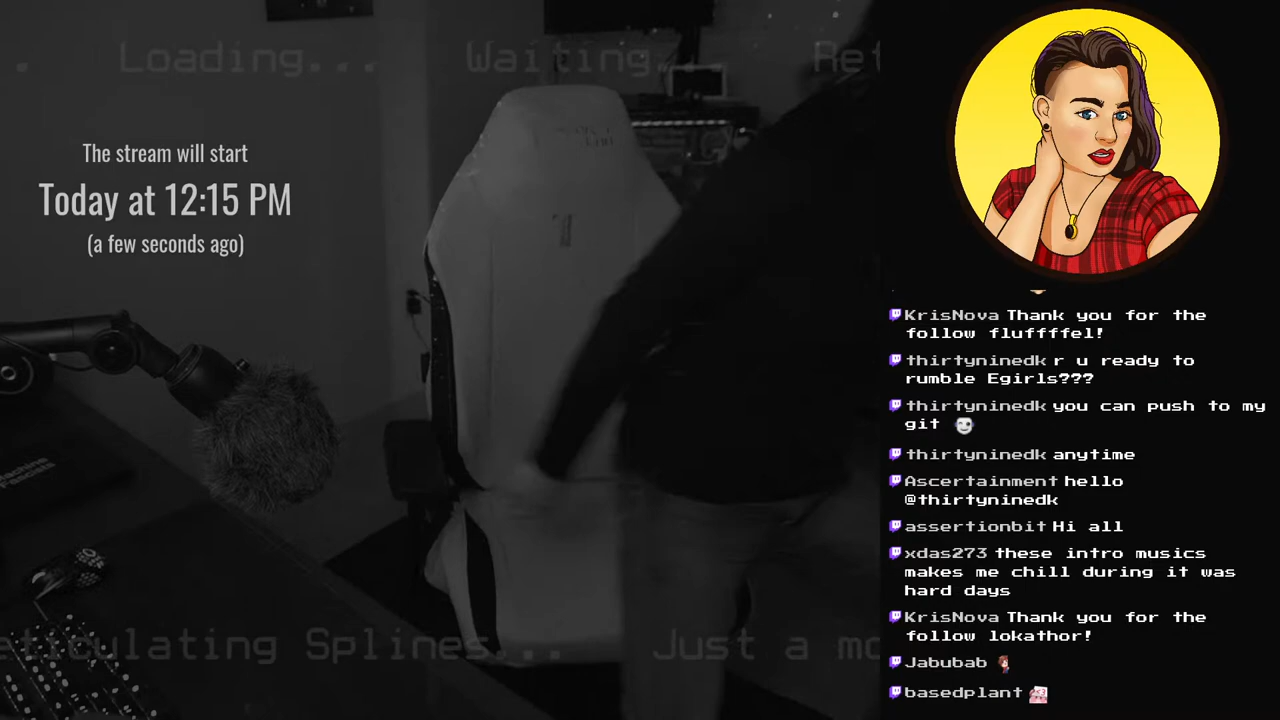 Loading...
Waiting.
The stream will start
Today at 12:15 PM
(a few seconds ago)
Reticulating Splines...
Just a mo
KrisNova Thank you for the
follow fluffffel!
thirtyninedk r u ready to
rumble Egirls???
thirtyninedk you can push to my
git
thirtyninedk anytime
Ascertainment hello
@thirtyninedk
assertionbit Hi all
xdas273 these intro musics
makes me chill during it was
hard days
KrisNova Thank you for the
follow lokathor!
Jabubab
basedplant